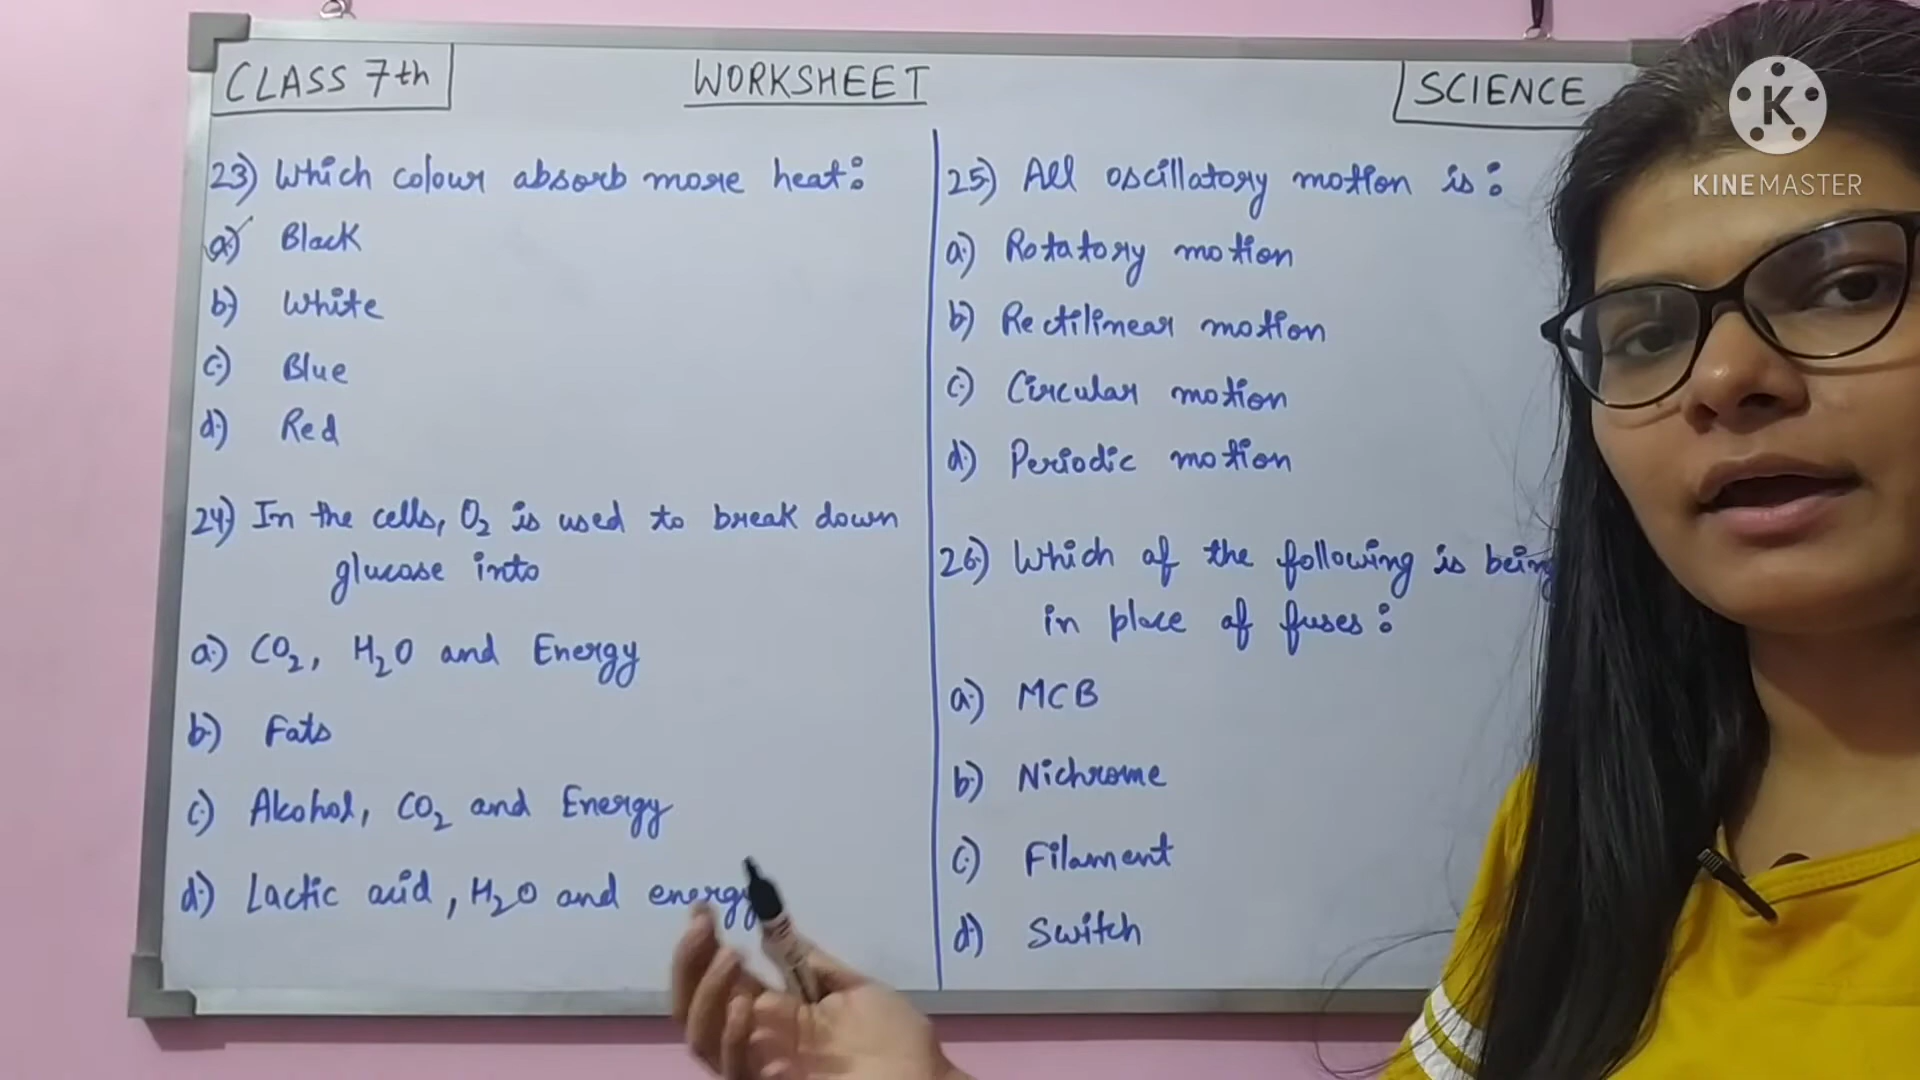 CLASS 7th
WORKSHEET
SCIENCE
23.) Which colour absorb more heat:
a.) Black
b.) White
c.) Blue
d.) Red
24.) In the cells, O₂ is used to break down
glucose into
a.) CO₂, H₂O and Energy
b.) Fats
c.) Alcohol, CO₂ and Energy
d.) Lactic acid, H₂O and energy
25.) All oscillatory motion is:
a.) Rotatory motion
b.) Rectilinear motion
c.) Circular motion
d.) Periodic motion
26.) Which of the following is being
in place of fuses:
a.) MCB
b.) Nichrome
c.) Filament
d.) Switch
K
KINEMASTER